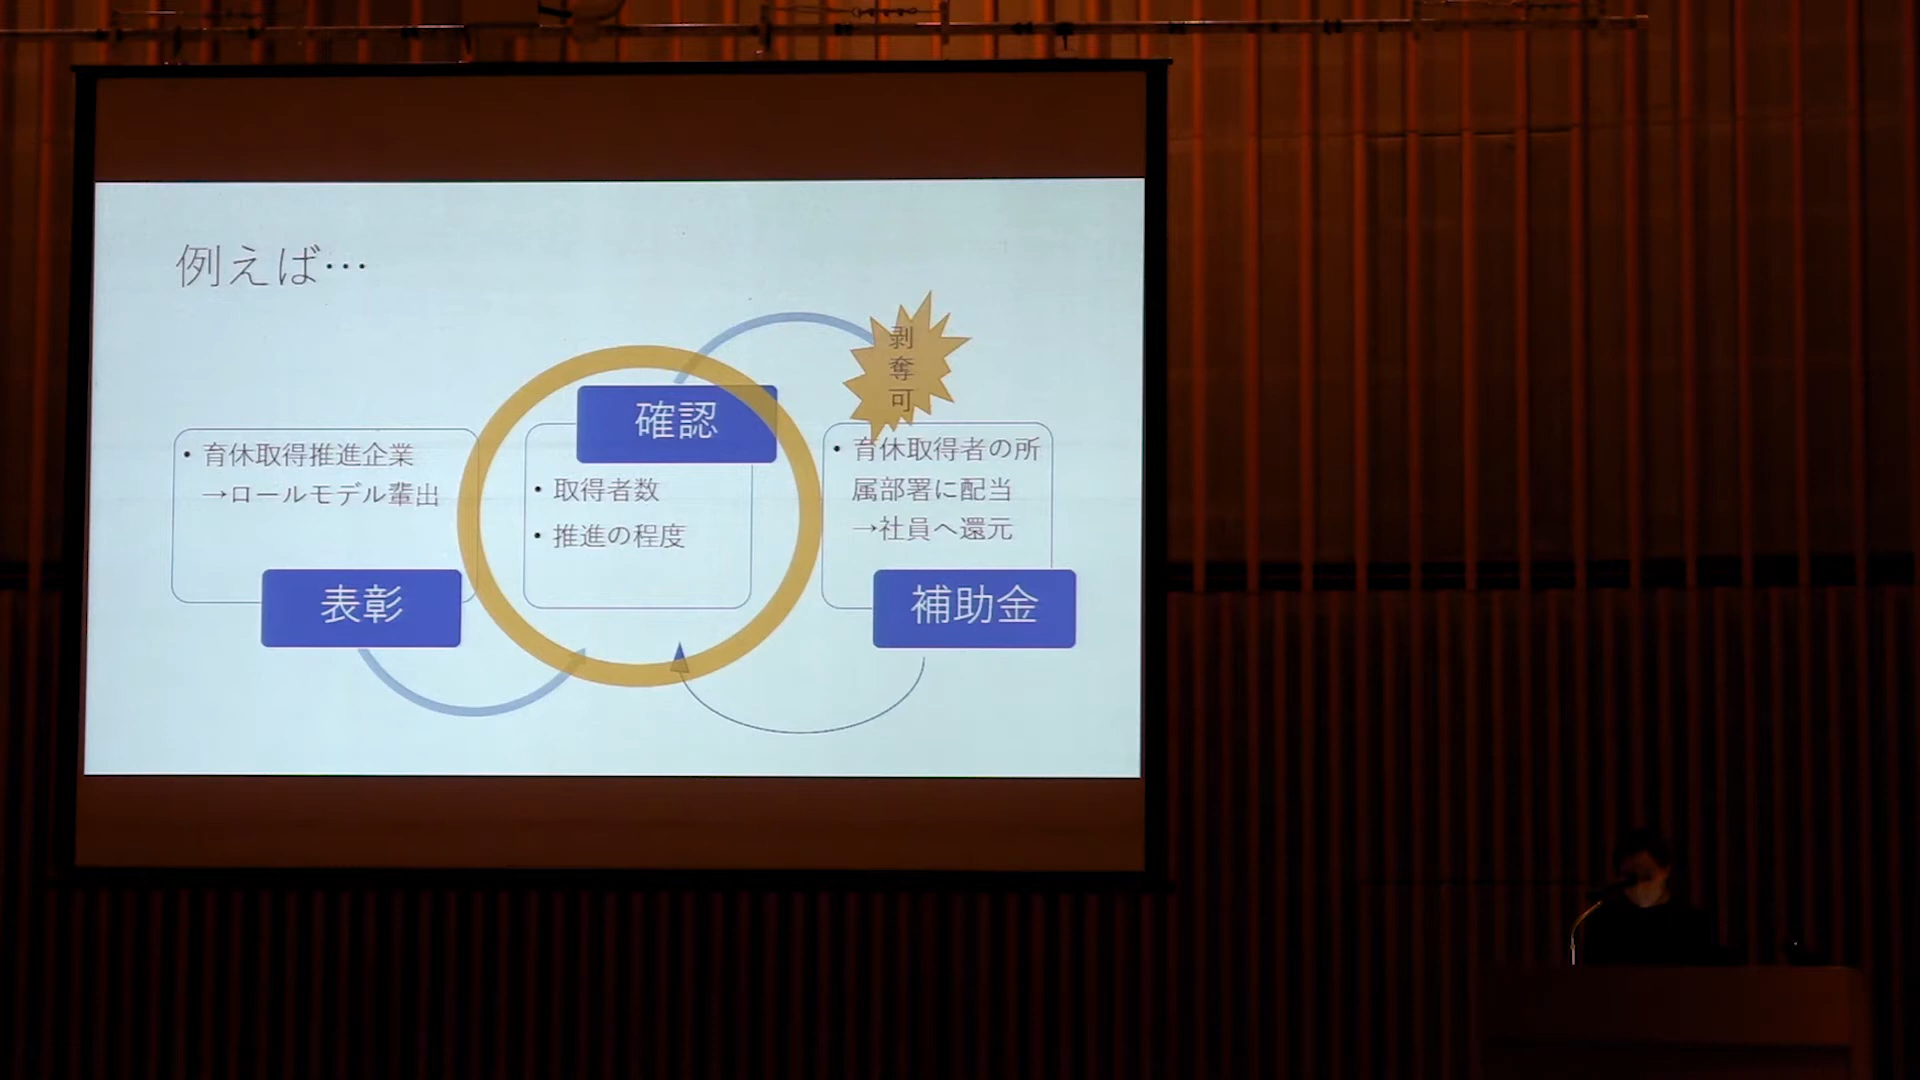 例えば…
剥
奪
可
確認
• 育休取得推進企業
→ロールモデル輩出
表彰
• 取得者数
• 推進の程度
• 育休取得者の所
属部署に配当
→社員へ還元
補助金